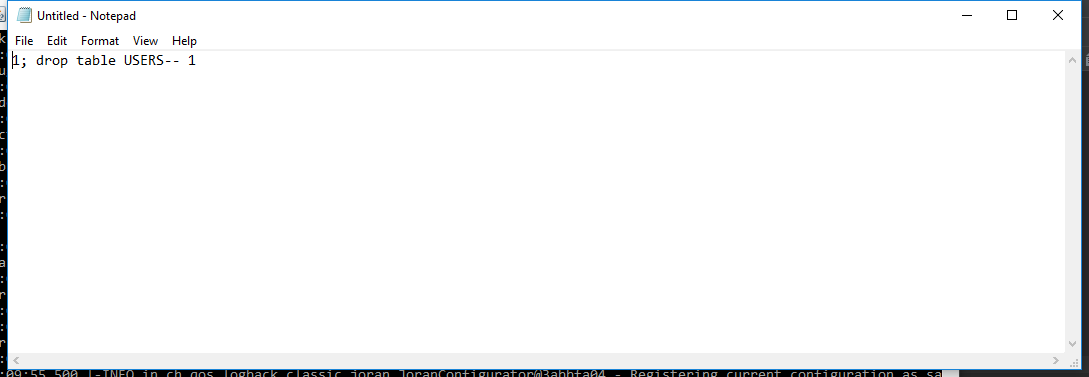 Untitled - Notepad
File Edit Format View Help
1; drop table USERS-- 1
:09:55,500 |-INFO in ch.qos.logback.classic.joran.JoranConfigurator@3abbfa04 - Registering current configuration as sa